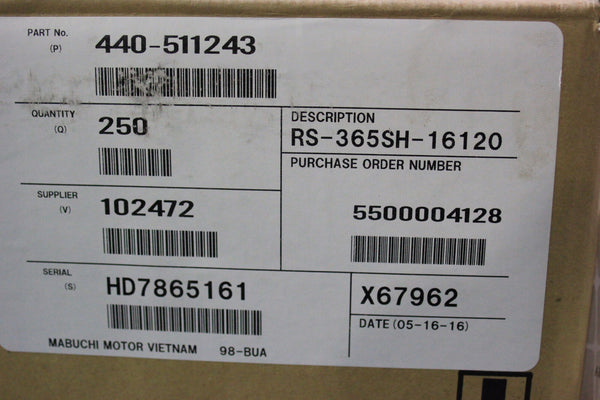 PART No.
(P)
440-511243
QUANTITY
(Q)
250
DESCRIPTION
RS-365SH-16120
PURCHASE ORDER NUMBER
5500004128
SUPPLIER
(V)
102472
SERIAL
(S)
HD7865161
X67962
DATE (05-16-16)
MABUCHI MOTOR VIETNAM 98-BUA